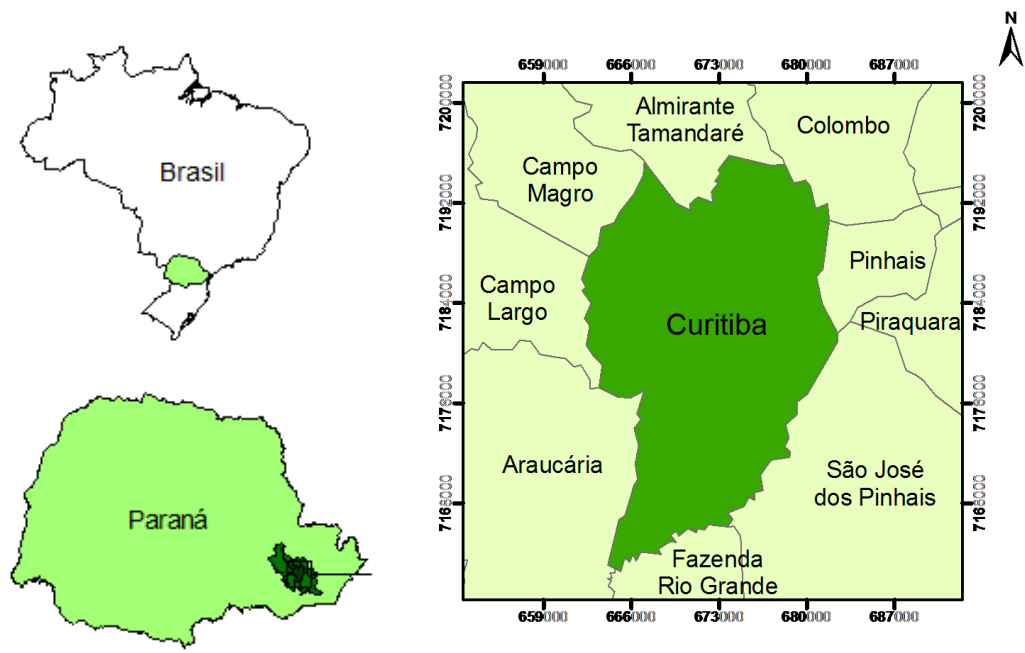 N
659000 666000 673000 680000 687000
7200000 7200000
Almirante
Tamandaré
Colombo
Campo
Magro
Brasil
7192000 7192000
Pinhais
Campo
Largo
7184000 7184000
Curitiba
Piraquara
7176000 7176000
Araucária
São José
dos Pinhais
7168000 7168000
Paraná
Fazenda
Rio Grande
659000 666000 673000 680000 687000